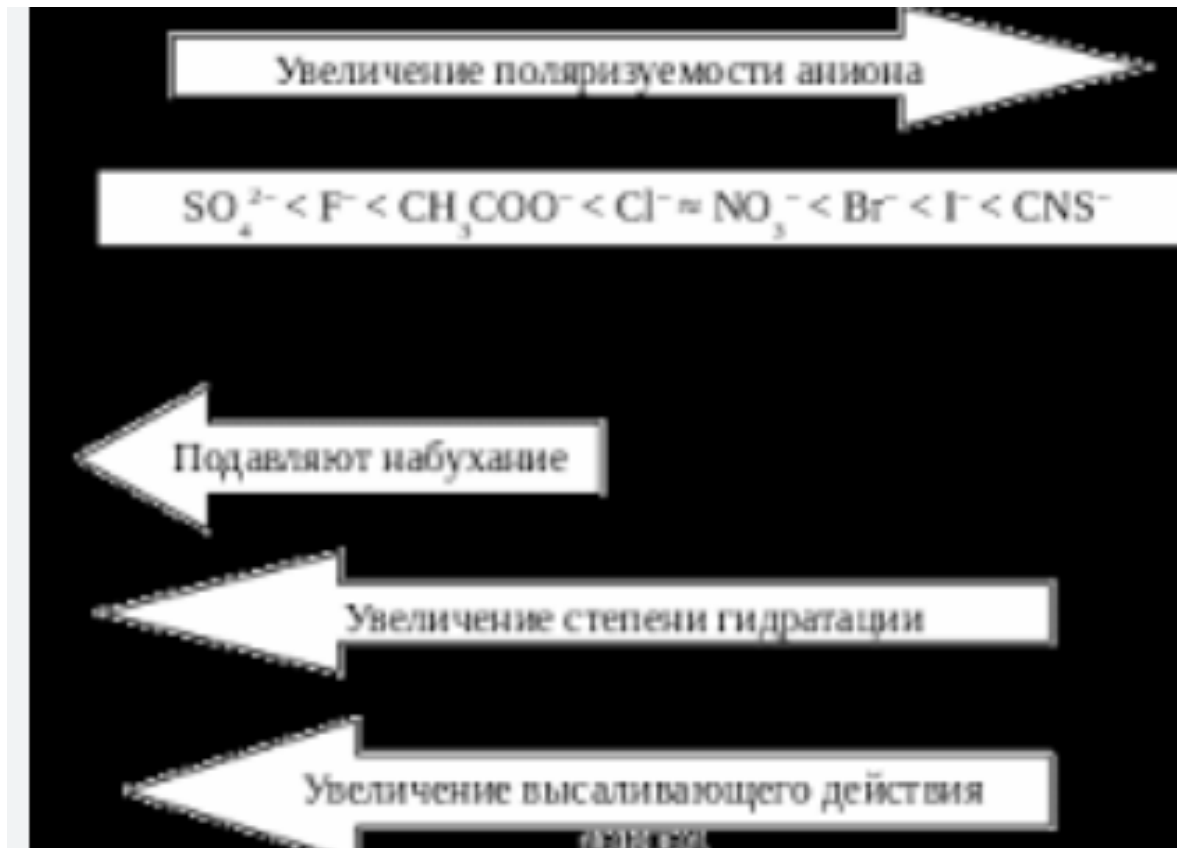 Увеличение поляризуемости аниона
SO₄²⁻ < F⁻ < CH₃COO⁻ < Cl⁻ ≈ NO₃⁻ < Br⁻ < I⁻ < CNS⁻
Подавляют набухание
Увеличение степени гидратации
Увеличение высаливающего действия